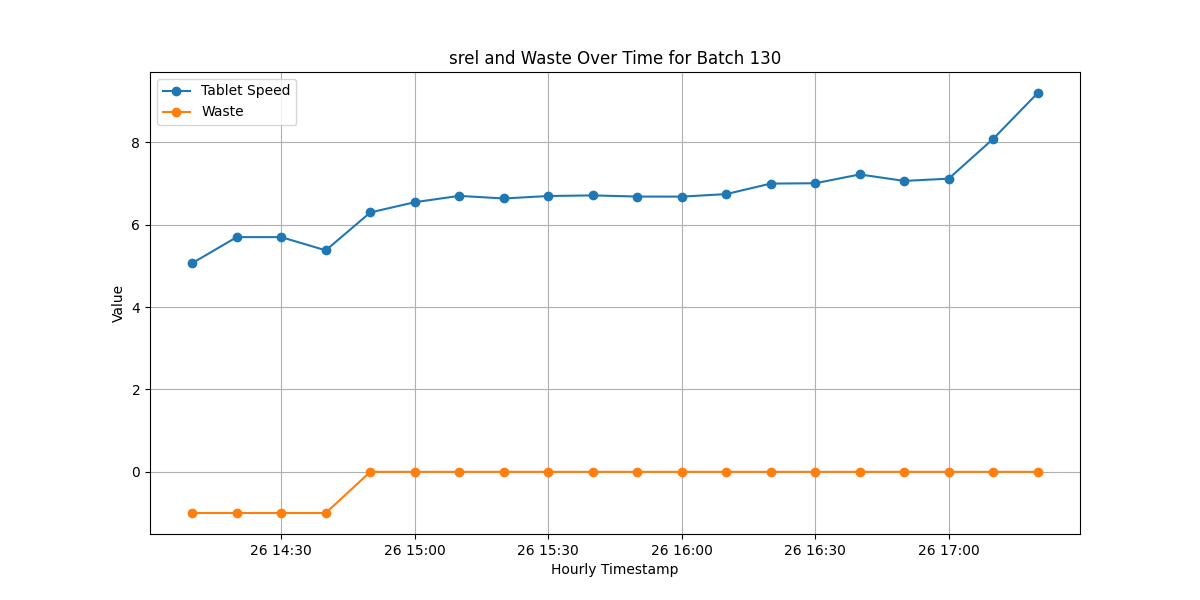 srel and Waste Over Time for Batch 130
Tablet Speed
Waste
8
6
4
2
0
Value
26 14:30 26 15:00 26 15:30 26 16:00 26 16:30 26 17:00
Hourly Timestamp